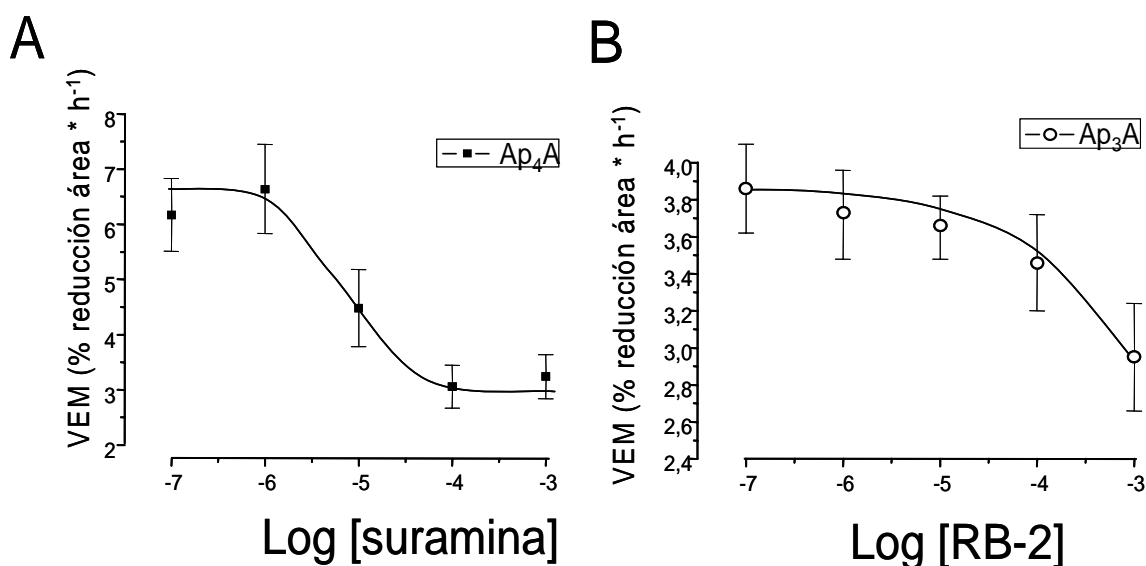 A
VEM (% reducción área * h-1)
8
7
6
5
4
3
2
Ap4A
-7 -6 -5 -4 -3
Log [suramina]
B
VEM (% reducción área * h-1)
4,0
3,8
3,6
3,4
3,2
3,0
2,8
2,6
2,4
Ap3A
-7 -6 -5 -4 -3
Log [RB-2]